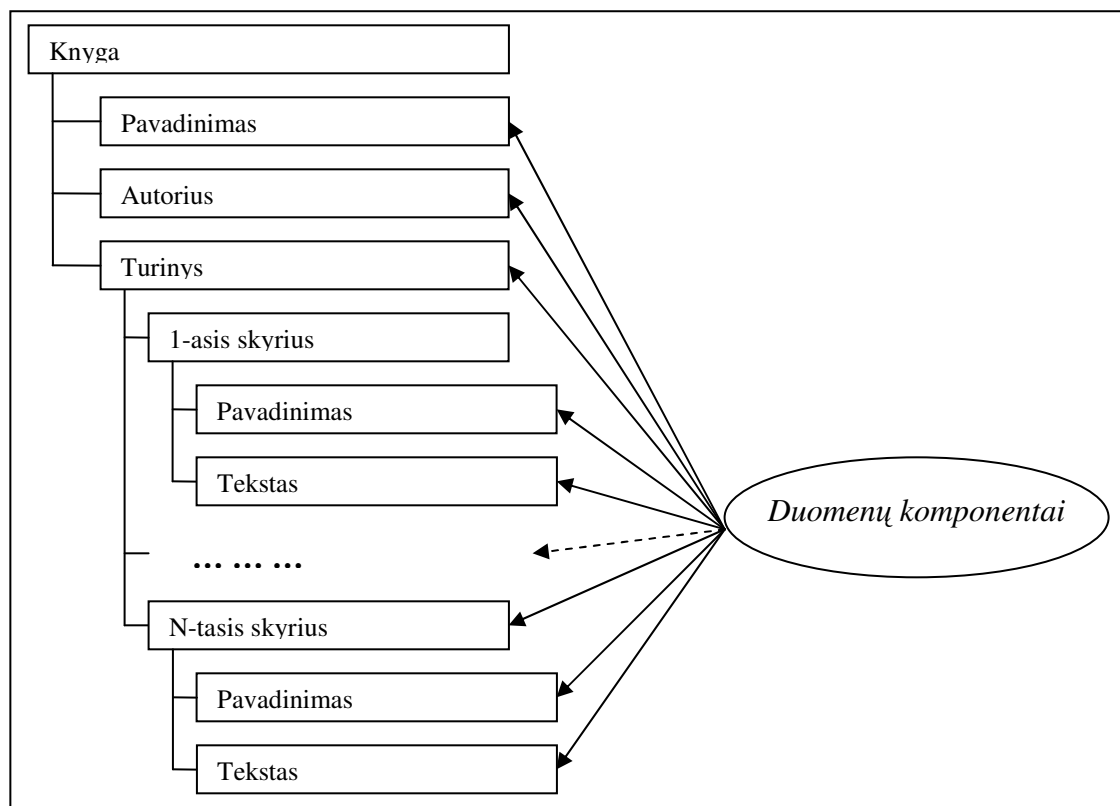 Knyga
Pavadinimas
Autorius
Turinys
1-asis skyrius
Pavadinimas
Tekstas
Duomenų komponentai
... ... ...
N-tasis skyrius
Pavadinimas
Tekstas